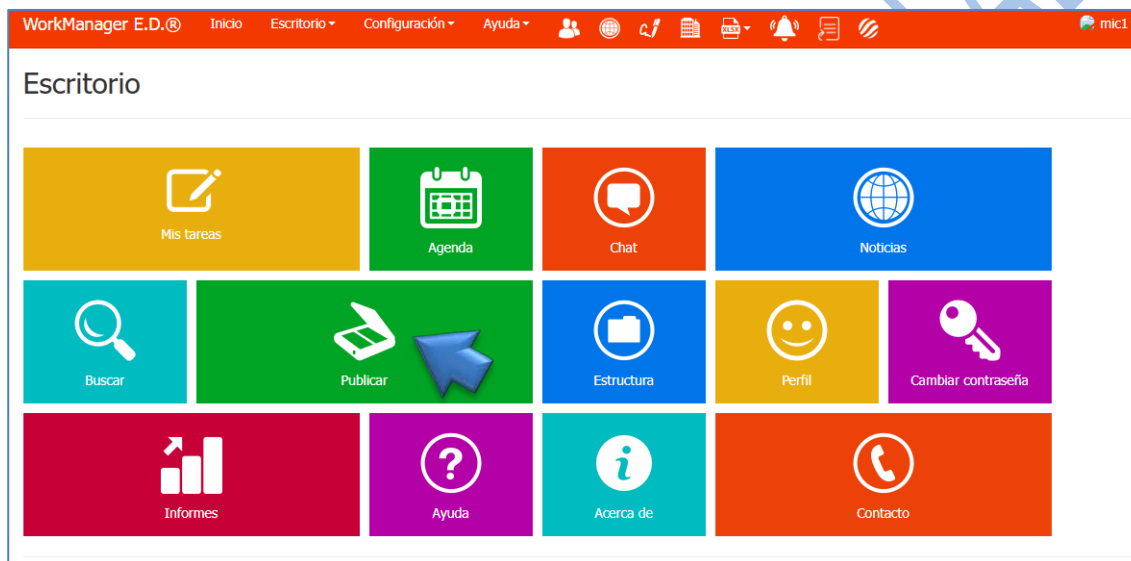 WorkManager E.D.® Inicio Escritorio Configuración Ayuda XLSX mic1
Escritorio
Mis tareas
Agenda
Chat
Noticias
Buscar
Publicar
Estructura
Perfil
Cambiar contraseña
Informes
Ayuda
Acerca de
Contacto